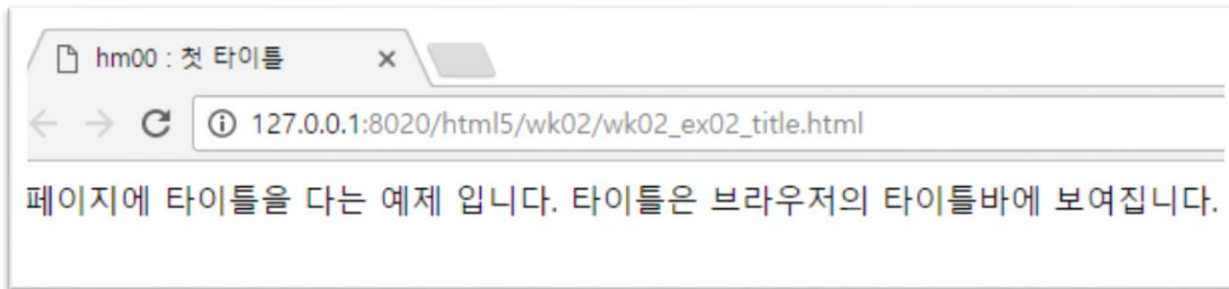 hm00 : 첫 타이틀
127.0.0.1:8020/html5/wk02/wk02_ex02_title.html
페이지에 타이틀을 다는 예제 입니다. 타이틀은 브라우저의 타이틀바에 보여집니다.